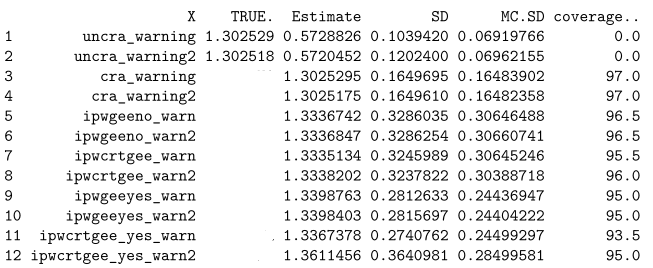 X TRUE. Estimate SD MC.SD coverage..
1 uncra_warning 1.302529 0.5728826 0.1039420 0.06919766 0.0
2 uncra_warning2 1.302518 0.5720452 0.1202400 0.06962155 0.0
3 cra_warning 1.3025295 0.1649695 0.16483902 97.0
4 cra_warning2 1.3025175 0.1649610 0.16482358 97.0
5 ipwgeeno_warn 1.3336742 0.3286035 0.30646488 96.5
6 ipwgeeno_warn2 1.3336847 0.3286254 0.30660741 96.5
7 ipwcrtgee_warn 1.3335134 0.3245989 0.30645246 95.5
8 ipwcrtgee_warn2 1.3338202 0.3237822 0.30388718 96.0
9 ipwgeeyes_warn 1.3398763 0.2812633 0.24436947 95.0
10 ipwgeeyes_warn2 1.3398403 0.2815697 0.24404222 95.0
11 ipwcrtgee_yes_warn 1.3367378 0.2740762 0.24499297 93.5
12 ipwcrtgee_yes_warn2 1.3611456 0.3640981 0.28499581 95.0